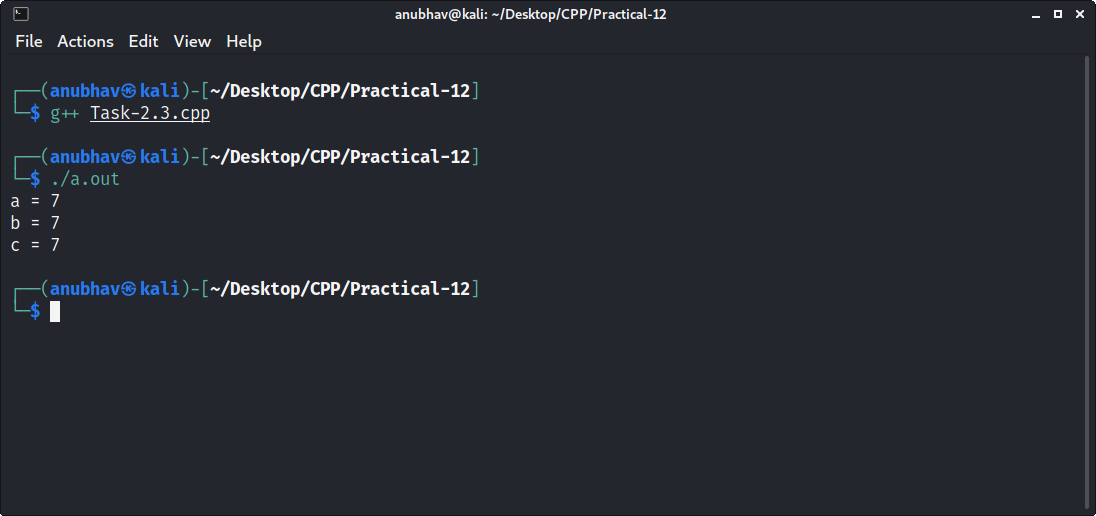 anubhav@kali: ~/Desktop/CPP/Practical-12
File Actions Edit View Help
┌──(anubhav㉿kali)-[~/Desktop/CPP/Practical-12]
└─$ g++ Task-2.3.cpp
┌──(anubhav㉿kali)-[~/Desktop/CPP/Practical-12]
└─$ ./a.out
a = 7
b = 7
c = 7
┌──(anubhav㉿kali)-[~/Desktop/CPP/Practical-12]
└─$